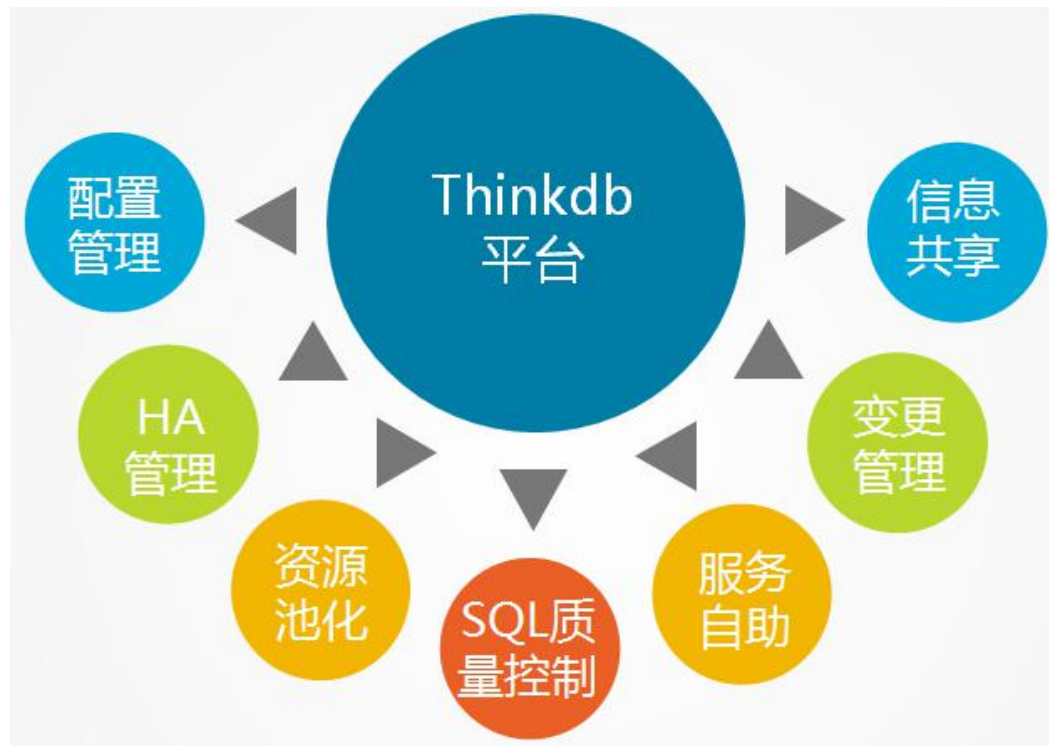 Thinkdb
平台
配置
管理
信息
共享
HA
管理
变更
管理
资源
池化
服务
自助
SQL质
量控制